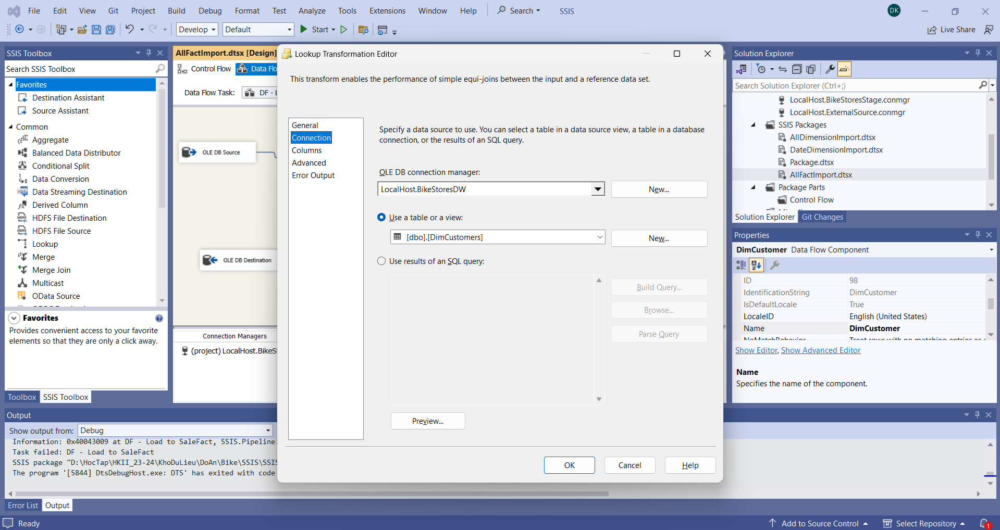 File Edit View Git Project Build Debug Format Test Analyze Tools Extensions Window Help Search SSIS DK
Develop Default Start Live Share
SSIS Toolbox
Search SSIS Toolbox
Favorites
Destination Assistant
Source Assistant
Common
Aggregate
Balanced Data Distributor
Conditional Split
Data Conversion
Data Streaming Destination
Derived Column
HDFS File Destination
HDFS File Source
Lookup
Merge
Merge Join
Multicast
OData Source
Favorites
Provides convenient access to your favorite
elements so that they are only a click away.
Toolbox SSIS Toolbox
AllFactImport.dtsx [Design]
Control Flow Data Flo
Data Flow Task: DF - L
OLE DB Source
OLE DB Destination
Connection Managers
(project) LocalHost.BikeS
Lookup Transformation Editor
This transform enables the performance of simple equi-joins between the input and a reference data set.
General
Connection
Columns
Advanced
Error Output
Specify a data source to use. You can select a table in a data source view, a table in a database
connection, or the results of an SQL query.
OLE DB connection manager:
LocalHost.BikeStoresDW New...
Use a table or a view:
[dbo].[DimCustomers] New...
Use results of an SQL query:
Build Query...
Browse...
Parse Query
Preview...
OK Cancel Help
Solution Explorer
Search Solution Explorer (Ctrl+;)
LocalHost.BikeStoresStage.conmgr
LocalHost.ExternalSource.conmgr
SSIS Packages
AllDimensionImport.dtsx
DateDimensionImport.dtsx
Package.dtsx
AllFactImport.dtsx
Package Parts
Control Flow
Solution Explorer Git Changes
Properties
DimCustomer Data Flow Component
ID 98
IdentificationString DimCustomer
IsDefaultLocale True
LocaleID English (United States)
Name DimCustomer
NoMatchBehavior Treat rows with no matching entries as
Show Editor, Show Advanced Editor
Name
Specifies the name of the component.
Output
Show output from: Debug
Information: 0x40043009 at DF - Load to SaleFact, SSIS.Pipeline:
Task failed: DF - Load to SaleFact
SSIS package "D:\HocTap\HKII_23-24\KhoDuLieu\DoAn\Bike\SSIS\SSIS
The program '[5844] DtsDebugHost.exe: DTS' has exited with code
Error List Output
Ready Add to Source Control Select Repository 1